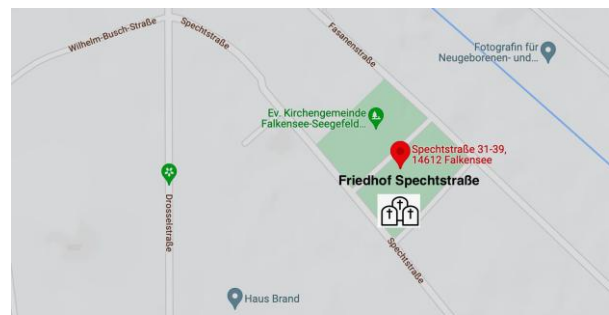 Wilhelm-Busch-Straße
Spechtstraße
Fasanenstraße
Fotografin für
Neugeborenen- und...
Ev. Kirchengemeinde
Falkensee-Seegefeld...
Spechtstraße 31-39,
14612 Falkensee
Friedhof Spechtstraße
Drosselstraße
Spechtstraße
Haus Brand